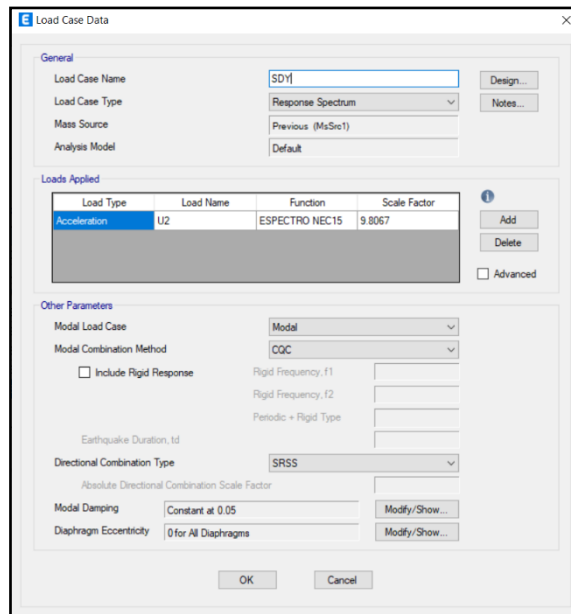 E Load Case Data ×
General
Load Case Name SDY Design...
Load Case Type Response Spectrum Notes...
Mass Source Previous (MsSrc1)
Analysis Model Default
Loads Applied
Load Type Load Name Function Scale Factor
Acceleration U2 ESPECTRO NEC15 9.8067
Add
Delete
Advanced
Other Parameters
Modal Load Case Modal
Modal Combination Method CQC
Include Rigid Response Rigid Frequency, f1
Rigid Frequency, f2
Periodic + Rigid Type
Earthquake Duration, td
Directional Combination Type SRSS
Absolute Directional Combination Scale Factor
Modal Damping Constant at 0.05 Modify/Show...
Diaphragm Eccentricity 0 for All Diaphragms Modify/Show...
OK Cancel